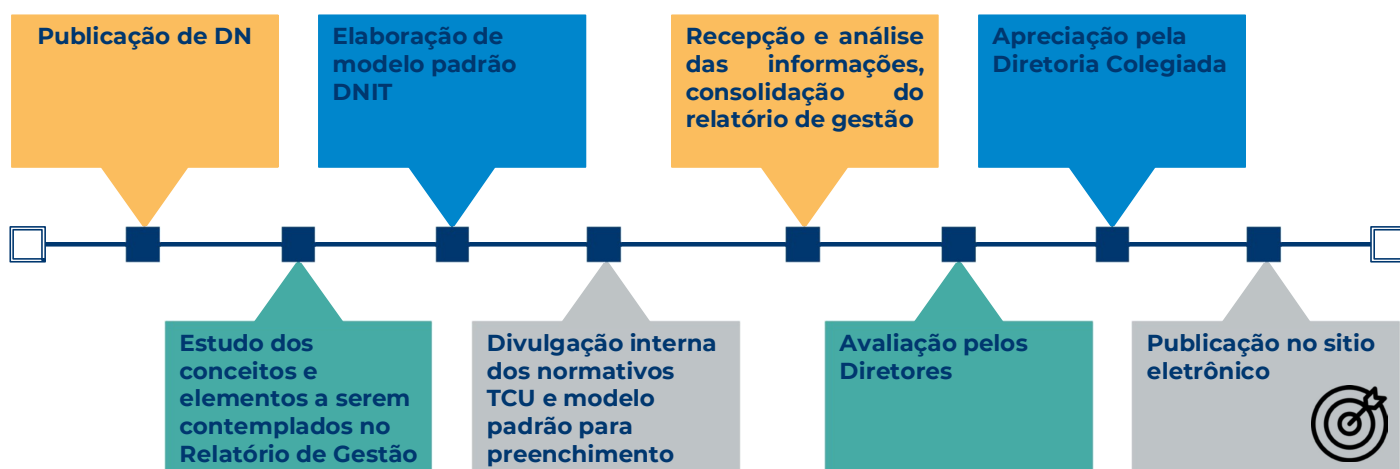 Publicação de DN
Elaboração de
modelo padrão
DNIT
Recepção e análise
das informações,
consolidação do
relatório de gestão
Apreciação pela
Diretoria Colegiada
Estudo dos
conceitos e
elementos a serem
contemplados no
Relatório de Gestão
Divulgação interna
dos normativos
TCU e modelo
padrão para
preenchimento
Avaliação pelos
Diretores
Publicação no sitio
eletrônico